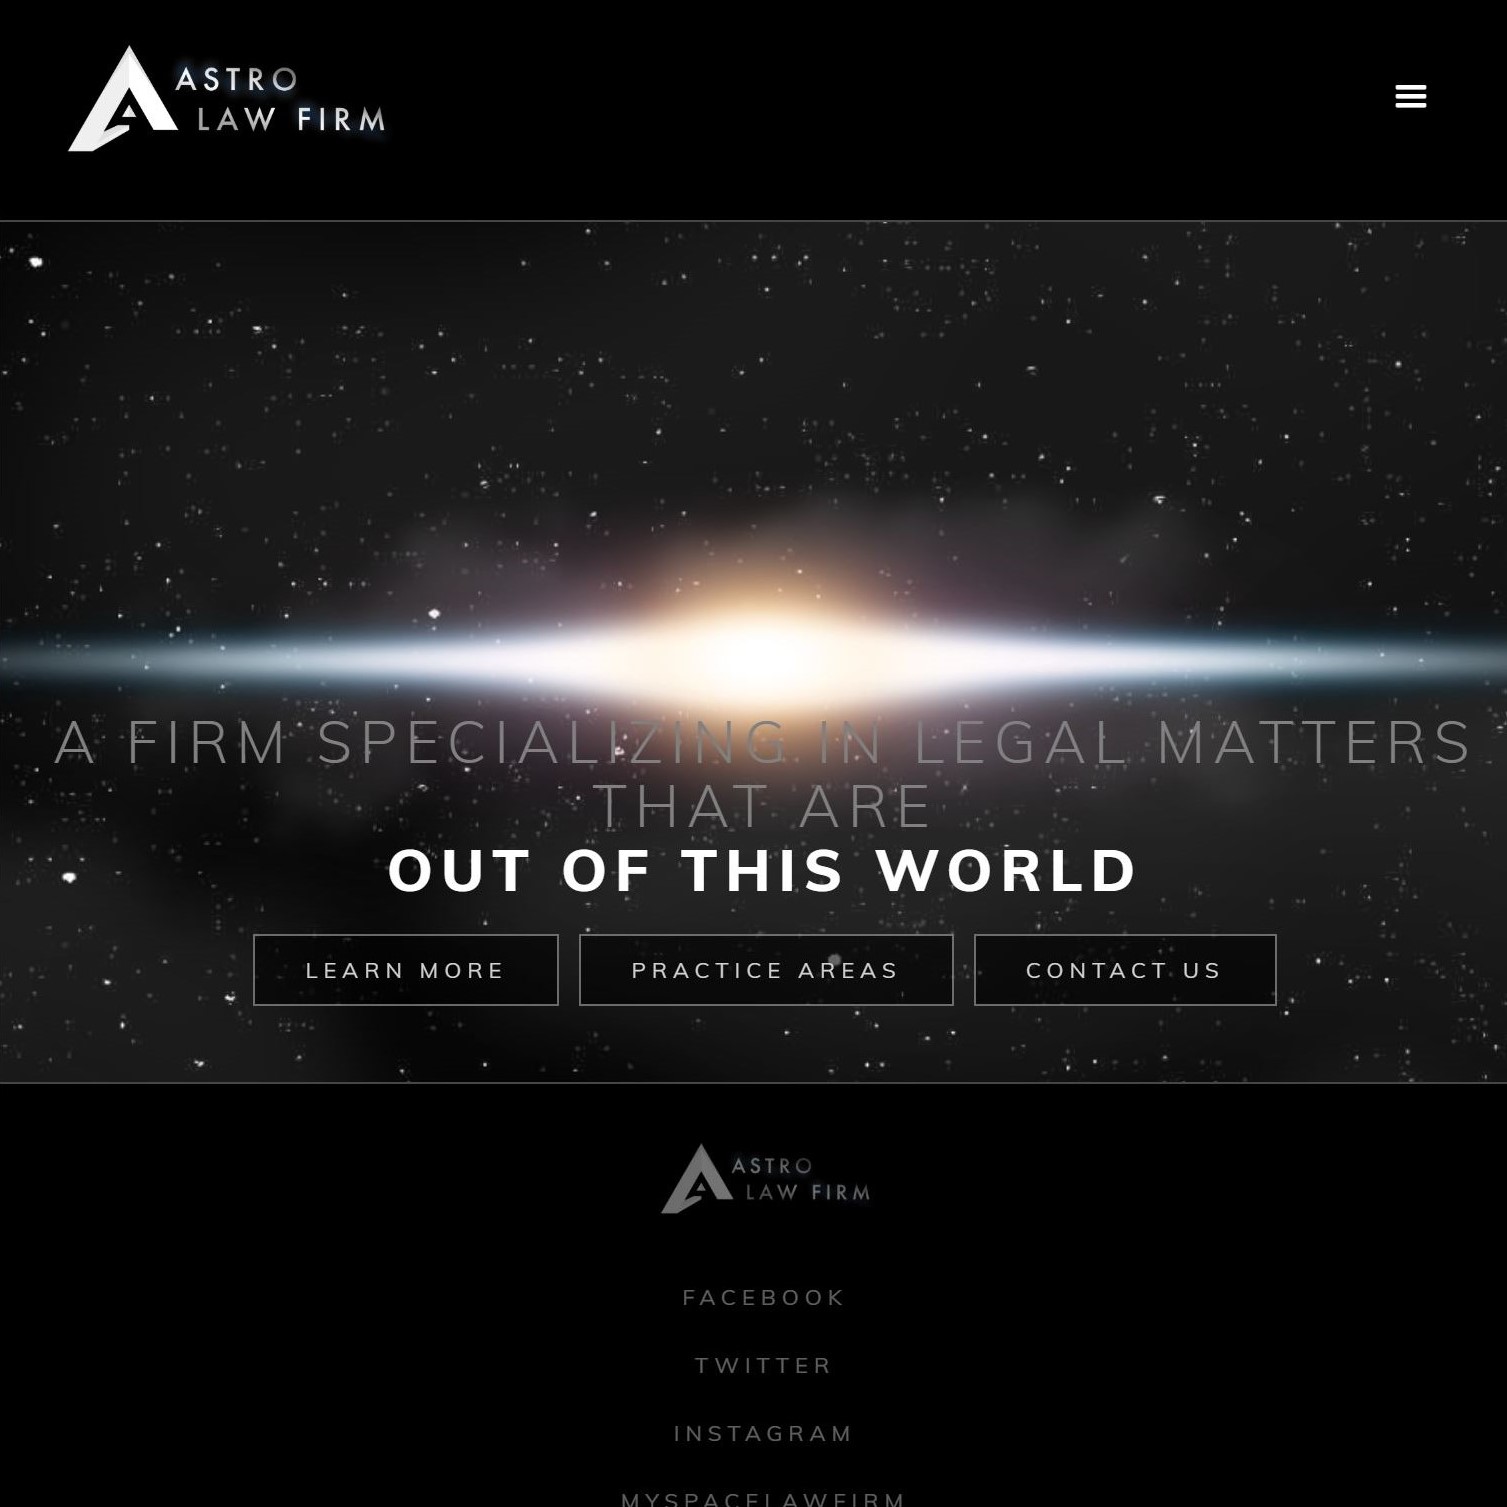 ASTRO
LAW FIRM
A FIRM SPECIALIZING IN LEGAL MATTERS
THAT ARE
OUT OF THIS WORLD
LEARN MORE
PRACTICE AREAS
CONTACT US
ASTRO
LAW FIRM
FACEBOOK
TWITTER
INSTAGRAM
MYSPACELAWFIRM